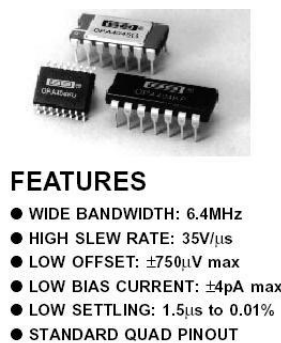 FEATURES
● WIDE BANDWIDTH: 6.4MHz
● HIGH SLEW RATE: 35V/µs
● LOW OFFSET: ±750µV max
● LOW BIAS CURRENT: ±4pA max
● LOW SETTLING: 1.5µs to 0.01%
● STANDARD QUAD PINOUT